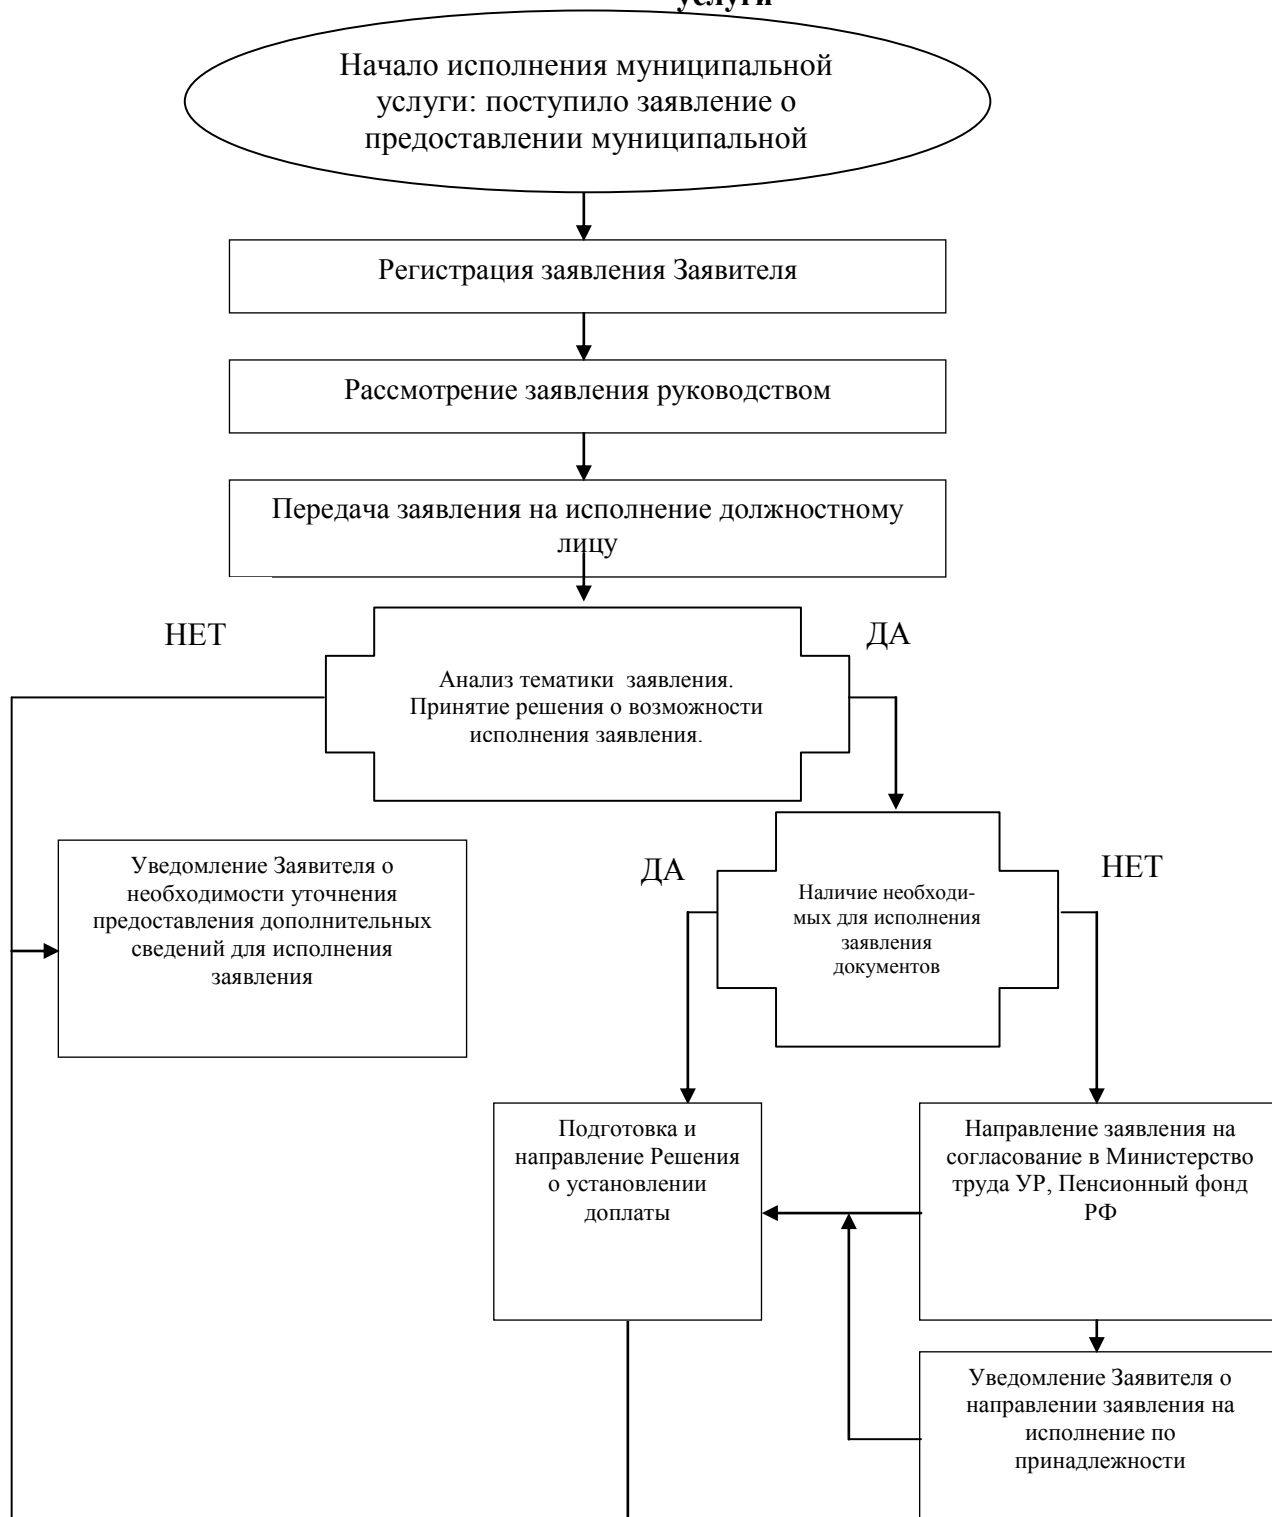 услуги
Начало исполнения муниципальной
услуги: поступило заявление о
предоставлении муниципальной
Регистрация заявления Заявителя
Рассмотрение заявления руководством
Передача заявления на исполнение должностному
лицу
НЕТ
ДА
Анализ тематики заявления.
Принятие решения о возможности
исполнения заявления.
Уведомление Заявителя о
необходимости уточнения
предоставления дополнительных
сведений для исполнения
заявления
ДА
НЕТ
Наличие необходи-
мых для исполнения
заявления
документов
Подготовка и
направление Решения
о установлении
доплаты
Направление заявления на
согласование в Министерство
труда УР, Пенсионный фонд
РФ
Уведомление Заявителя о
направлении заявления на
исполнение по
принадлежности